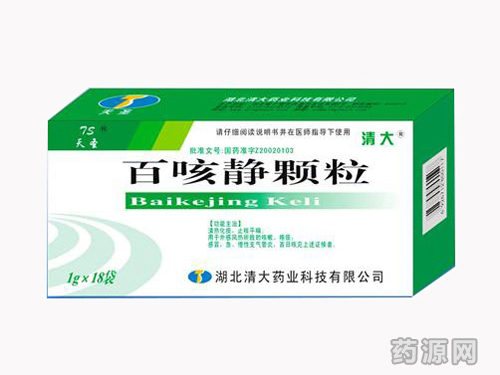 天圣
湖北清大药业科技有限公司
7S®
天圣
请仔细阅读说明书并在医师指导下使用
清大®
批准文号:国药准字Z20020103
百咳静颗粒
Baikejing Keli
【功能主治】
清热化痰,止咳平喘。
用于外感风热所致的咳嗽、咯痰;
感冒,急、慢性支气管炎,百日咳见上述证候者。
1g×18袋
湖北清大药业科技有限公司
药源网